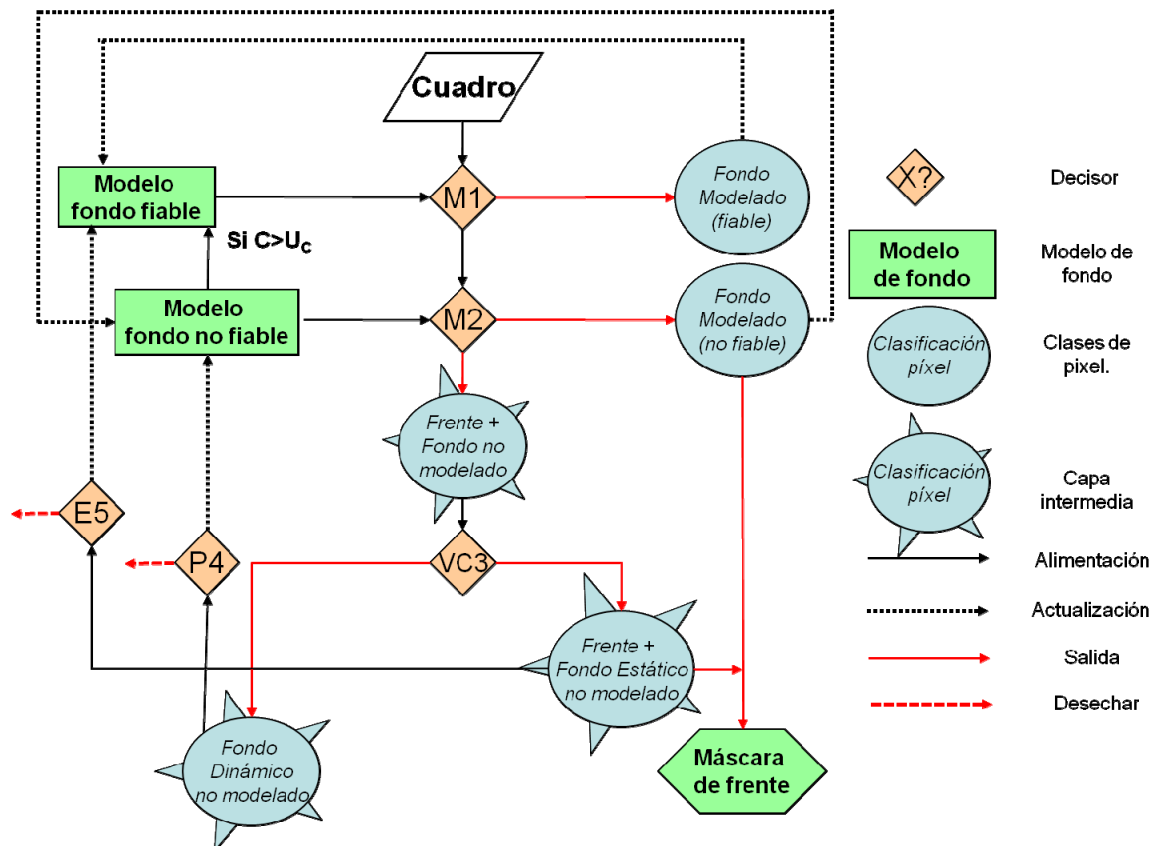 Cuadro
Modelo
fondo fiable
M1
Fondo
Modelado
(fiable)
Si C>Uc
Modelo
fondo no fiable
M2
Fondo
Modelado
(no fiable)
Frente +
Fondo no
modelado
E5
P4
VC3
Frente +
Fondo Estático
no modelado
Fondo
Dinámico
no modelado
Máscara
de frente
X?
Decisor
Modelo
de fondo
Modelo de
fondo
Clasificación
píxel
Clases de
pixel.
Clasificación
píxel
Capa
intermedia
Alimentación
Actualización
Salida
Desechar